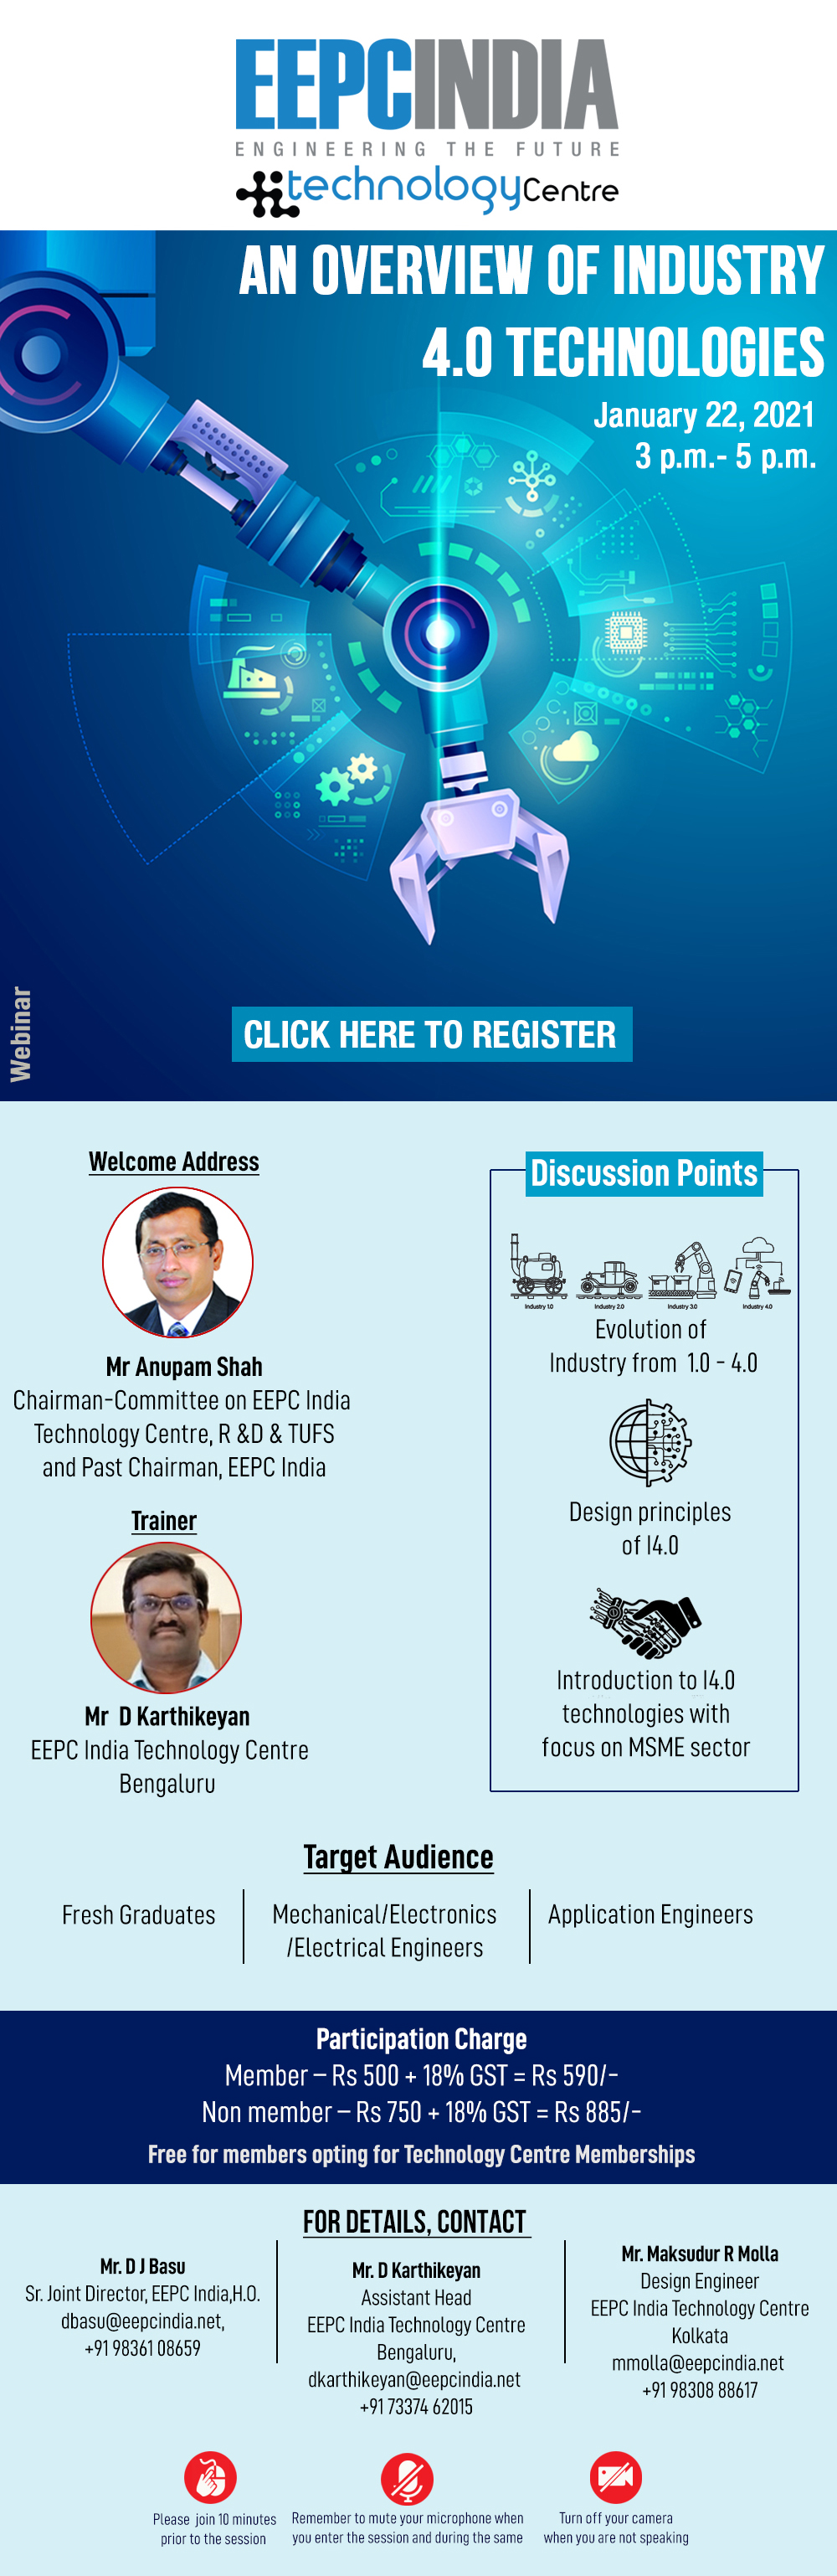 EEPCINDIA
ENGINEERING THE FUTURE
technologyCentre
AN OVERVIEW OF INDUSTRY
4.0 TECHNOLOGIES
January 22, 2021
3 p.m.- 5 p.m.
Webinar
CLICK HERE TO REGISTER
Welcome Address
Mr Anupam Shah
Chairman-Committee on EEPC India
Technology Centre, R &D & TUFS
and Past Chairman, EEPC India
Trainer
Mr D Karthikeyan
EEPC India Technology Centre
Bengaluru
Discussion Points
Industry 1.0 Industry 2.0 Industry 3.0 Industry 4.0
Evolution of
Industry from 1.0 - 4.0
Design principles
of I4.0
Introduction to I4.0
technologies with
focus on MSME sector
Target Audience
Fresh Graduates
Mechanical/Electronics
/Electrical Engineers
Application Engineers
Participation Charge
Member – Rs 500 + 18% GST = Rs 590/-
Non member – Rs 750 + 18% GST = Rs 885/-
Free for members opting for Technology Centre Memberships
FOR DETAILS, CONTACT
Mr. D J Basu
Sr. Joint Director, EEPC India,H.O.
dbasu@eepcindia.net,
+91 98361 08659
Mr. D Karthikeyan
Assistant Head
EEPC India Technology Centre
Bengaluru,
dkarthikeyan@eepcindia.net
+91 73374 62015
Mr. Maksudur R Molla
Design Engineer
EEPC India Technology Centre
Kolkata
mmolla@eepcindia.net
+91 98308 88617
Please join 10 minutes
prior to the session
Remember to mute your microphone when
you enter the session and during the same
Turn off your camera
when you are not speaking